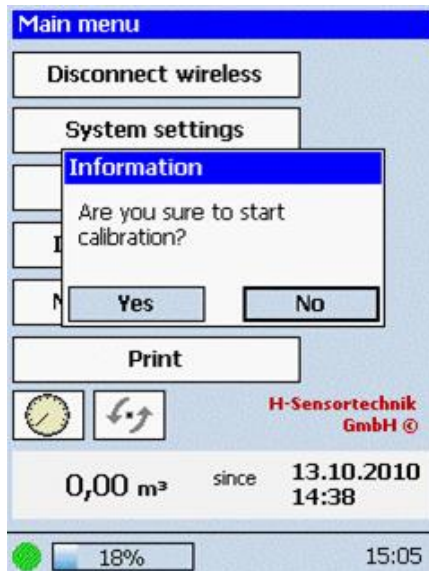 Main menu
Disconnect wireless
System settings
Information
Are you sure to start
calibration?
Yes
No
Print
H-Sensortechnik
GmbH ©
0,00 m³
since
13.10.2010
14:38
18%
15:05